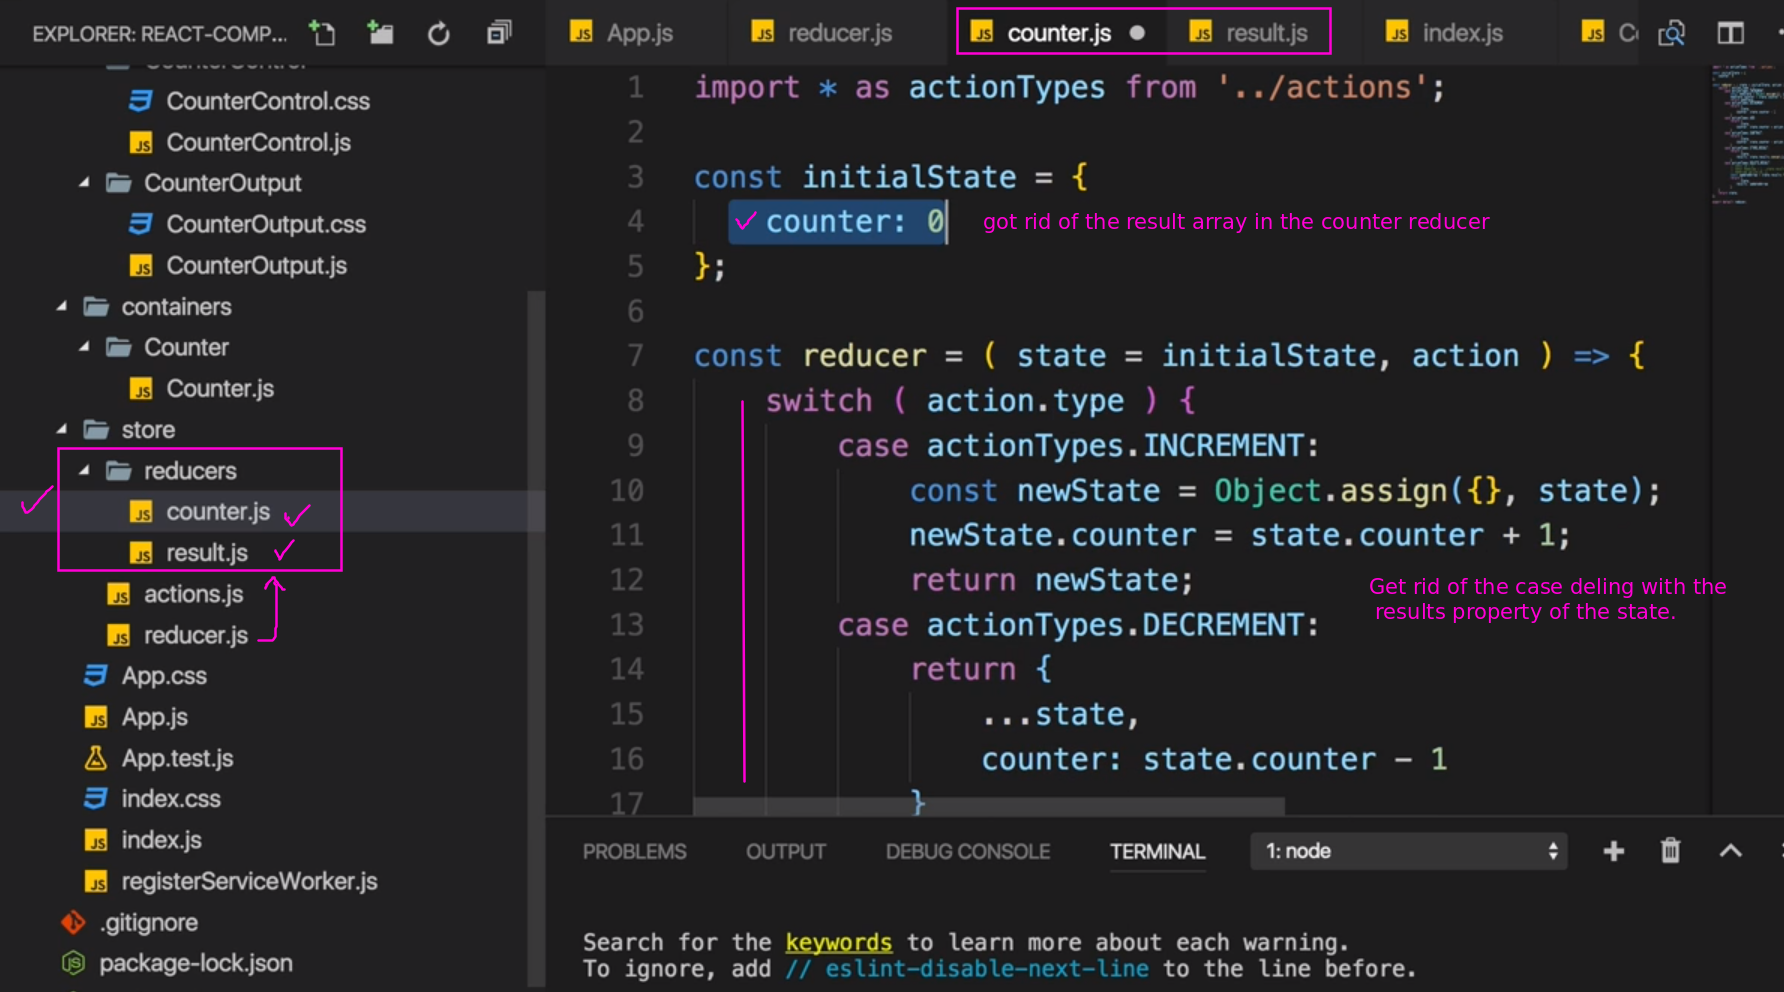 EXPLORER: REACT-COMP...
App.js
reducer.js
counter.js
result.js
index.js
CounterControl
CounterControl.css
CounterControl.js
CounterOutput
CounterOutput.css
CounterOutput.js
containers
Counter
Counter.js
store
reducers
counter.js
result.js
actions.js
reducer.js
App.css
App.js
App.test.js
index.css
index.js
registerServiceWorker.js
.gitignore
package-lock.json
1 import * as actionTypes from '../actions';
2
3 const initialState = {
4 counter: 0 got rid of the result array in the counter reducer
5 };
6
7 const reducer = ( state = initialState, action ) => {
8 switch ( action.type ) {
9 case actionTypes.INCREMENT:
10 const newState = Object.assign({}, state);
11 newState.counter = state.counter + 1;
12 return newState;
Get rid of the case deling with the
results property of the state.
13 case actionTypes.DECREMENT:
14 return {
15 ...state,
16 counter: state.counter - 1
17 }
PROBLEMS OUTPUT DEBUG CONSOLE TERMINAL 1: node
Search for the keywords to learn more about each warning.
To ignore, add // eslint-disable-next-line to the line before.